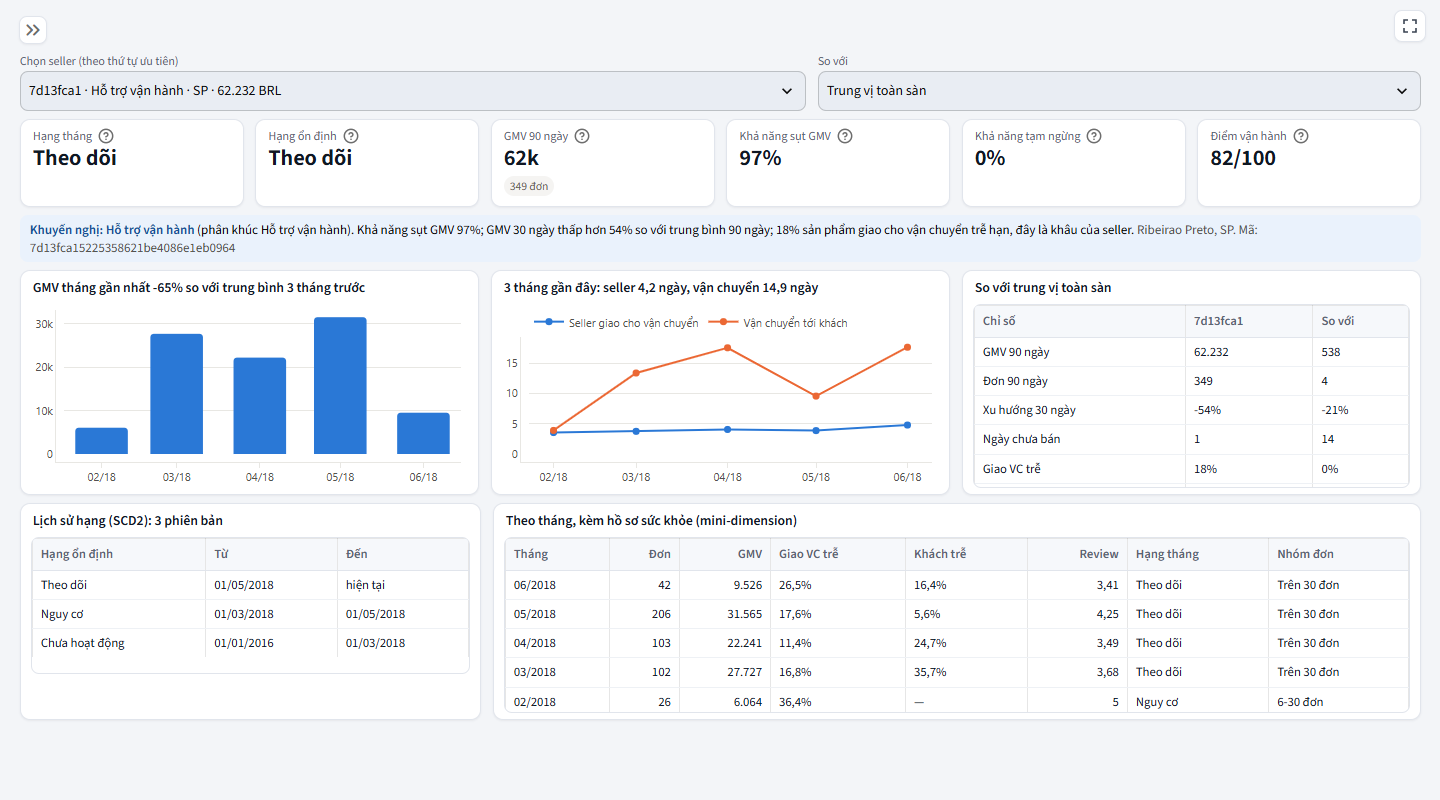 Chọn seller (theo thứ tự ưu tiên)
So với
7d13fca1 · Hỗ trợ vận hành · SP · 62.232 BRL
Trung vị toàn sàn
Hạng tháng
Theo dõi
Hạng ổn định
Theo dõi
GMV 90 ngày
62k
349 đơn
Khả năng sụt GMV
97%
Khả năng tạm ngừng
0%
Điểm vận hành
82/100
Khuyến nghị: Hỗ trợ vận hành (phân khúc Hỗ trợ vận hành). Khả năng sụt GMV 97%; GMV 30 ngày thấp hơn 54% so với trung bình 90 ngày; 18% sản phẩm giao cho vận chuyển trễ hạn, đây là khâu của seller. Ribeirao Preto, SP. Mã:
7d13fca15225358621be4086e1eb0964
GMV tháng gần nhất -65% so với trung bình 3 tháng trước
30k
20k
10k
0
02/18 03/18 04/18 05/18 06/18
3 tháng gần đây: seller 4,2 ngày, vận chuyển 14,9 ngày
Seller giao cho vận chuyển Vận chuyển tới khách
15
10
5
0
02/18 03/18 04/18 05/18 06/18
So với trung vị toàn sàn
Chỉ số 7d13fca1 So với
GMV 90 ngày 62.232 538
Đơn 90 ngày 349 4
Xu hướng 30 ngày -54% -21%
Ngày chưa bán 1 14
Giao VC trễ 18% 0%
Lịch sử hạng (SCD2): 3 phiên bản
Hạng ổn định Từ Đến
Theo dõi 01/05/2018 hiện tại
Nguy cơ 01/03/2018 01/05/2018
Chưa hoạt động 01/01/2016 01/03/2018
Theo tháng, kèm hồ sơ sức khỏe (mini-dimension)
Tháng Đơn GMV Giao VC trễ Khách trễ Review Hạng tháng Nhóm đơn
06/2018 42 9.526 26,5% 16,4% 3,41 Theo dõi Trên 30 đơn
05/2018 206 31.565 17,6% 5,6% 4,25 Theo dõi Trên 30 đơn
04/2018 103 22.241 11,4% 24,7% 3,49 Theo dõi Trên 30 đơn
03/2018 102 27.727 16,8% 35,7% 3,68 Theo dõi Trên 30 đơn
02/2018 26 6.064 36,4% — 5 Nguy cơ 6-30 đơn